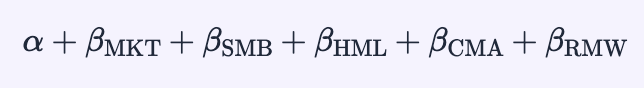 α + β_MKT + β_SMB + β_HML + β_CMA + β_RMW